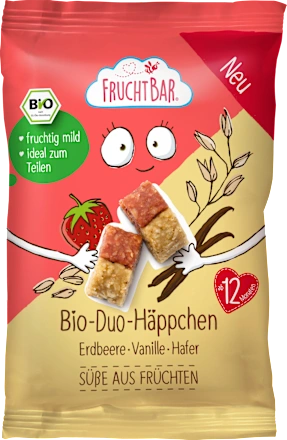 FRUCHTBAR®
Neu
BIO
• fruchtig mild
• ideal zum
Teilen
ab 12 Monaten
Bio-Duo-Häppchen
Erdbeere • Vanille • Hafer
SÜẞE AUS FRÜCHTEN